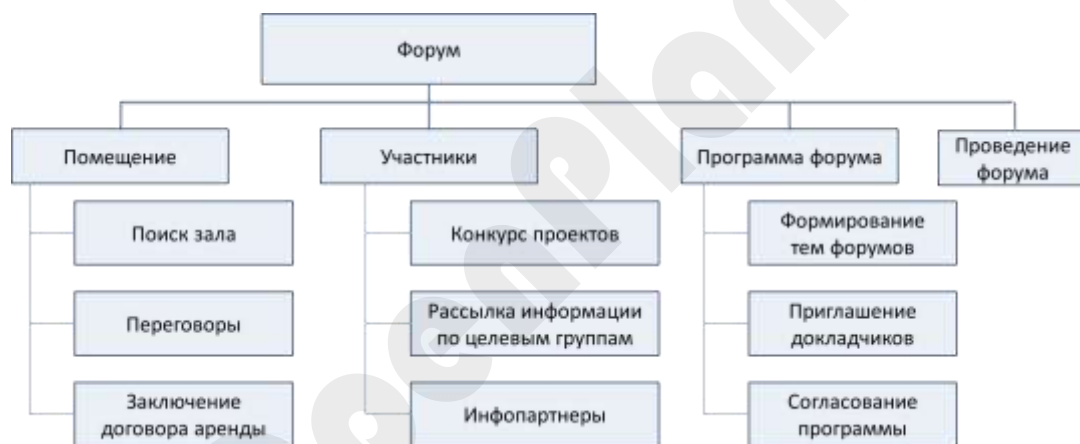 Форум
Помещение
Участники
Программа форума
Проведение
форума
Поиск зала
Конкурс проектов
Формирование
тем форумов
Переговоры
Рассылка информации
по целевым группам
Приглашение
докладчиков
Заключение
договора аренды
Инфопартнеры
Согласование
программы